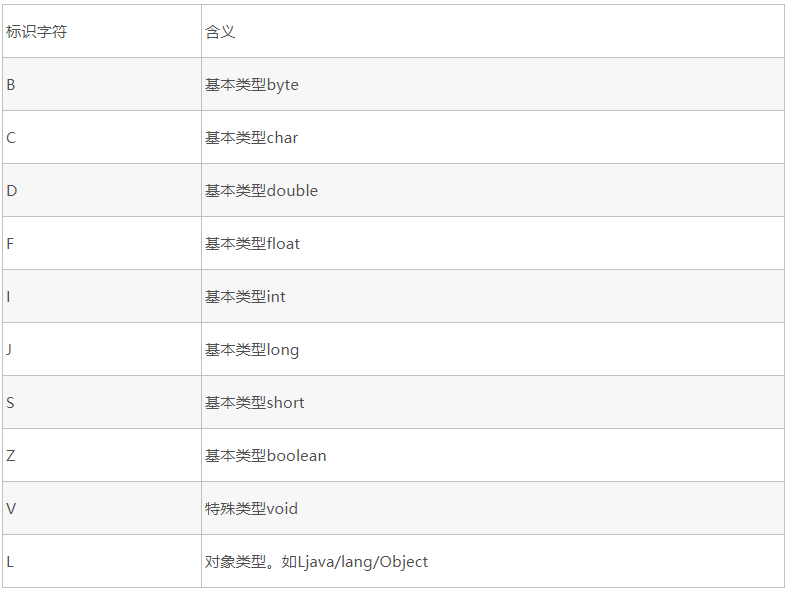 标识字符 含义
B 基本类型byte
C 基本类型char
D 基本类型double
F 基本类型float
I 基本类型int
J 基本类型long
S 基本类型short
Z 基本类型boolean
V 特殊类型void
L 对象类型。如Ljava/lang/Object